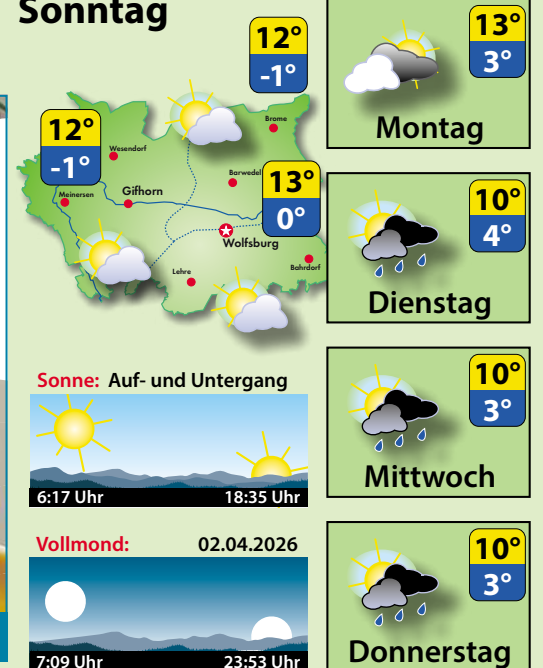 Sonntag
12°
-1°
12°
-1°
Brome
Wesendorf
Barwedel
Meinersen
Gifhorn
13°
0°
Wolfsburg
Lehre
Bahrdorf
13°
3°
Montag
10°
4°
Dienstag
10°
3°
Mittwoch
10°
3°
Donnerstag
Sonne: Auf- und Untergang
6:17 Uhr 18:35 Uhr
Vollmond: 02.04.2026
7:09 Uhr 23:53 Uhr